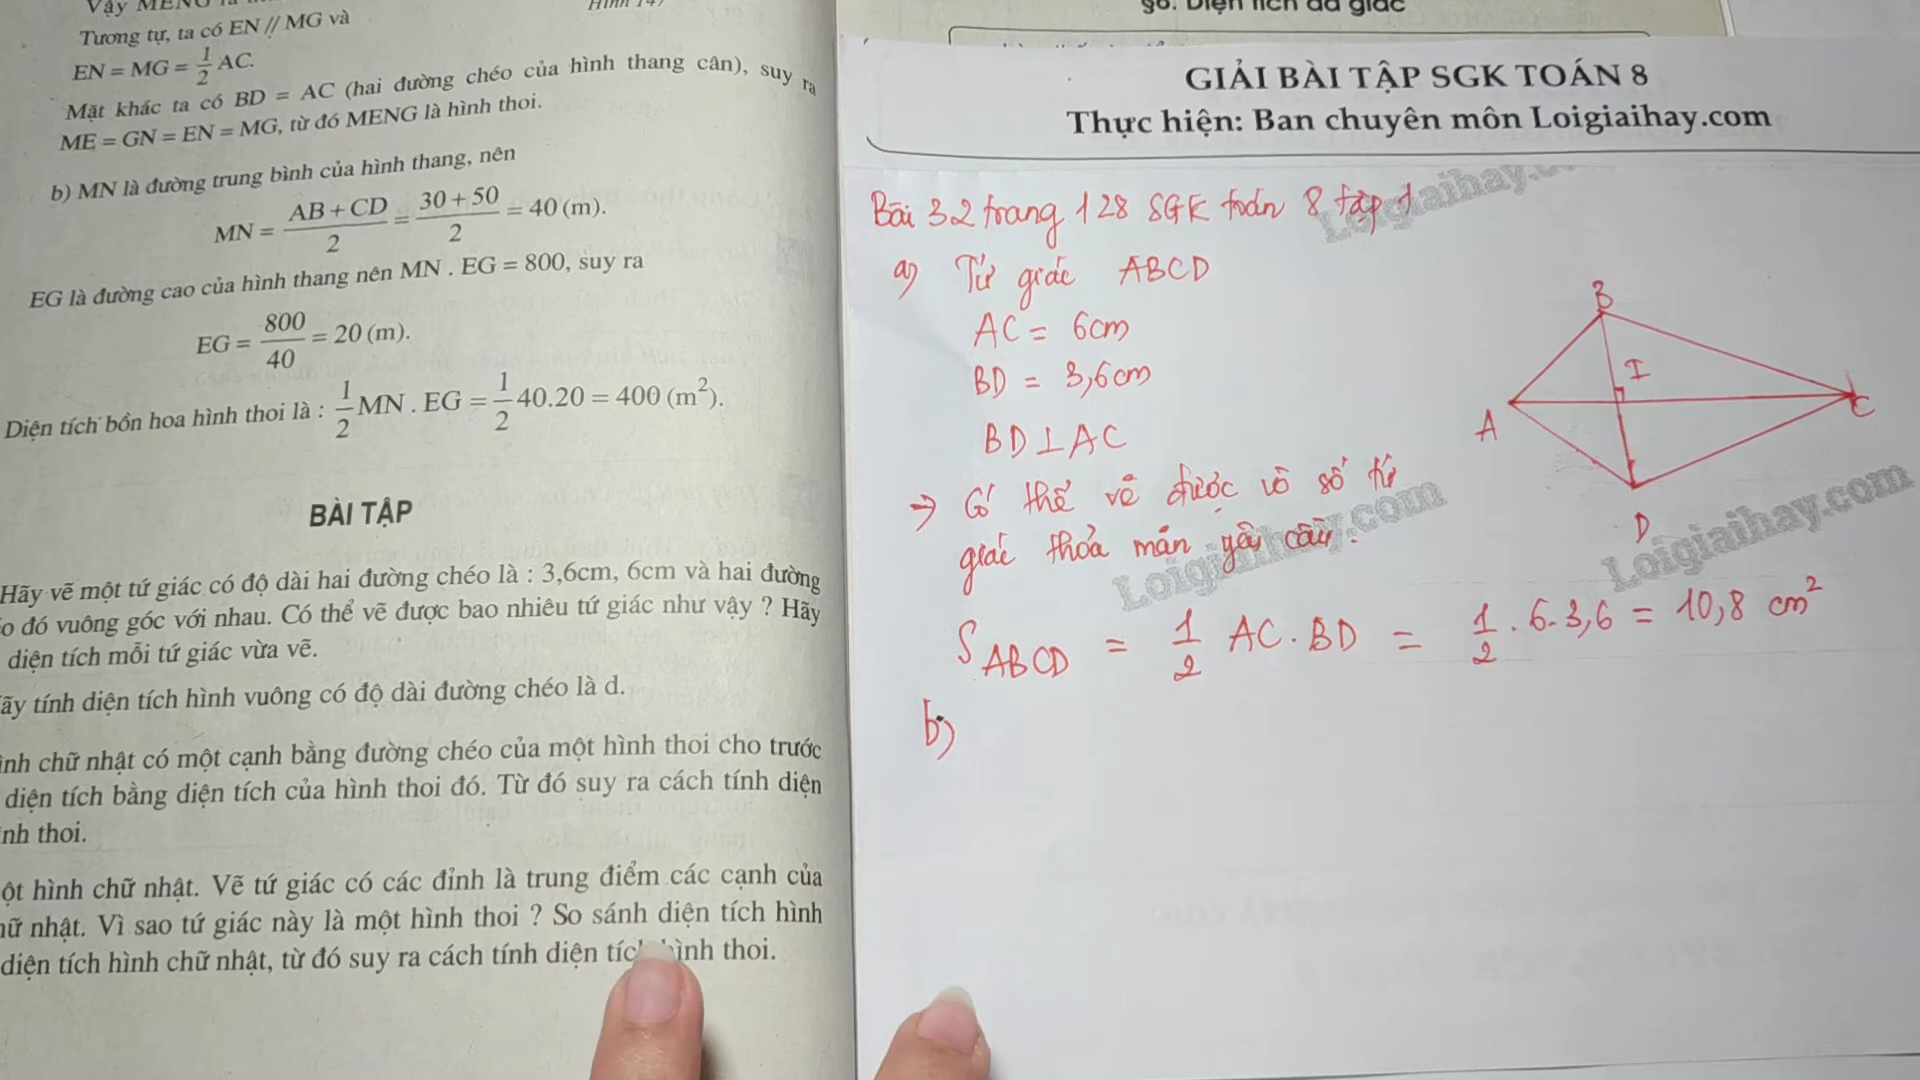 Vậy MENG
Hình 147
Tương tự, ta có EN // MG và
EN = MG = 1/2 AC.
Mặt khác ta có BD = AC (hai đường chéo của hình thang cân), suy ra
ME = GN = EN = MG, từ đó MENG là hình thoi.
b) MN là đường trung bình của hình thang, nên
MN = (AB + CD)/2 = (30 + 50)/2 = 40 (m).
EG là đường cao của hình thang nên MN . EG = 800, suy ra
EG = 800/40 = 20 (m).
Diện tích bồn hoa hình thoi là : 1/2 MN . EG = 1/2 40.20 = 400 (m²).
BÀI TẬP
Hãy vẽ một tứ giác có độ dài hai đường chéo là : 3,6cm, 6cm và hai đường
o đó vuông góc với nhau. Có thể vẽ được bao nhiêu tứ giác như vậy ? Hãy
diện tích mỗi tứ giác vừa vẽ.
ãy tính diện tích hình vuông có độ dài đường chéo là d.
ình chữ nhật có một cạnh bằng đường chéo của một hình thoi cho trước
diện tích bằng diện tích của hình thoi đó. Từ đó suy ra cách tính diện
nh thoi.
ột hình chữ nhật. Vẽ tứ giác có các đỉnh là trung điểm các cạnh của
hữ nhật. Vì sao tứ giác này là một hình thoi ? So sánh diện tích hình
diện tích hình chữ nhật, từ đó suy ra cách tính diện tích hình thoi.
§6. Diện tích đa giác
GIẢI BÀI TẬP SGK TOÁN 8
Thực hiện: Ban chuyên môn Loigiaihay.com
Bài 32 trang 128 SGK toán 8 tập 1
a) Tứ giác ABCD
AC = 6cm
BD = 3,6cm
BD ⊥ AC
→ Có thể vẽ được vô số tứ
giác thỏa mãn yêu cầu.
S ABCD = 1/2 AC . BD = 1/2 . 6 . 3,6 = 10,8 cm²
b)
B
I
A
C
D
Loigiaihay.co
Loigiaihay.com
Loigiaihay.com